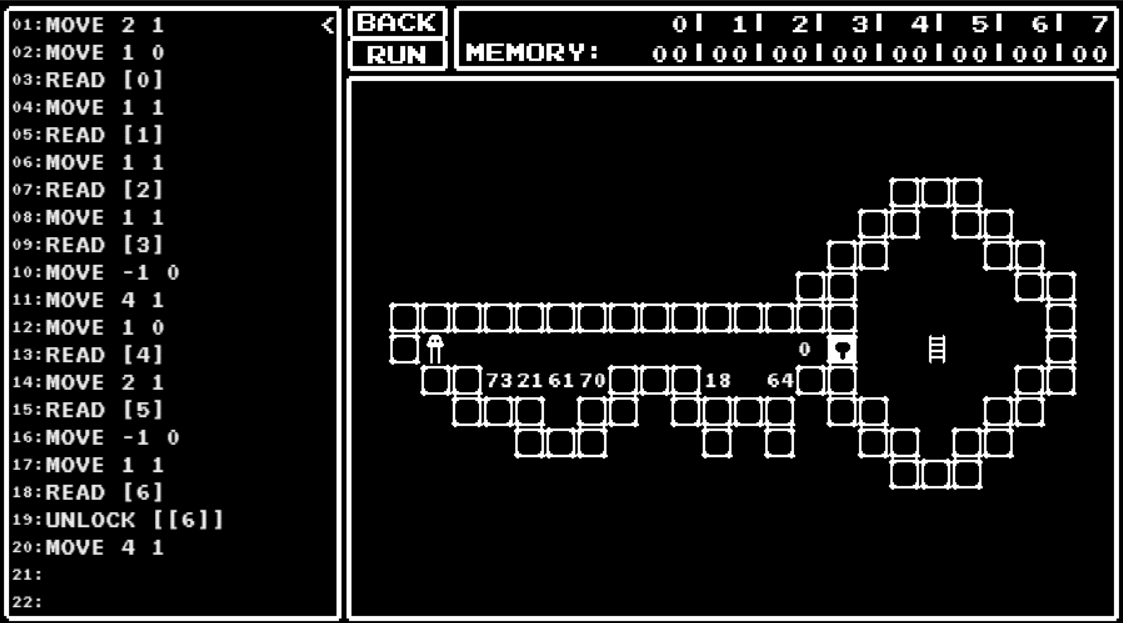 01:MOVE 2 1 <
02:MOVE 1 0
03:READ [0]
04:MOVE 1 1
05:READ [1]
06:MOVE 1 1
07:READ [2]
08:MOVE 1 1
09:READ [3]
10:MOVE -1 0
11:MOVE 4 1
12:MOVE 1 0
13:READ [4]
14:MOVE 2 1
15:READ [5]
16:MOVE -1 0
17:MOVE 1 1
18:READ [6]
19:UNLOCK [[6]]
20:MOVE 4 1
21:
22:
BACK
RUN
0| 1| 2| 3| 4| 5| 6| 7
MEMORY: 00|00|00|00|00|00|00|00
0
73 21 61 70 18 64